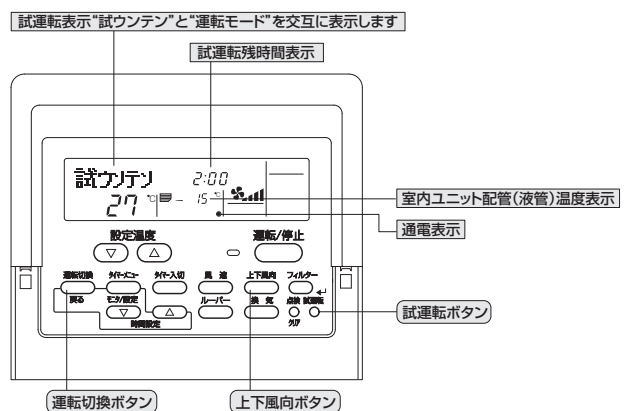 試運転表示“試ウンテン”と“運転モード”を交互に表示します
試運転残時間表示
試ウンテン 2:00
27 ℃ − 15 ℃
室内ユニット配管(液管)温度表示
通電表示
設定温度 運転/停止
▽ △
運転切換 タイマーメニュー タイマー入切 風速 上下風向 フィルター
戻る モニタ/設定 ルーバー 換気 点検 試運転
▽ △
時間設定 クリア
試運転ボタン
運転切換ボタン 上下風向ボタン